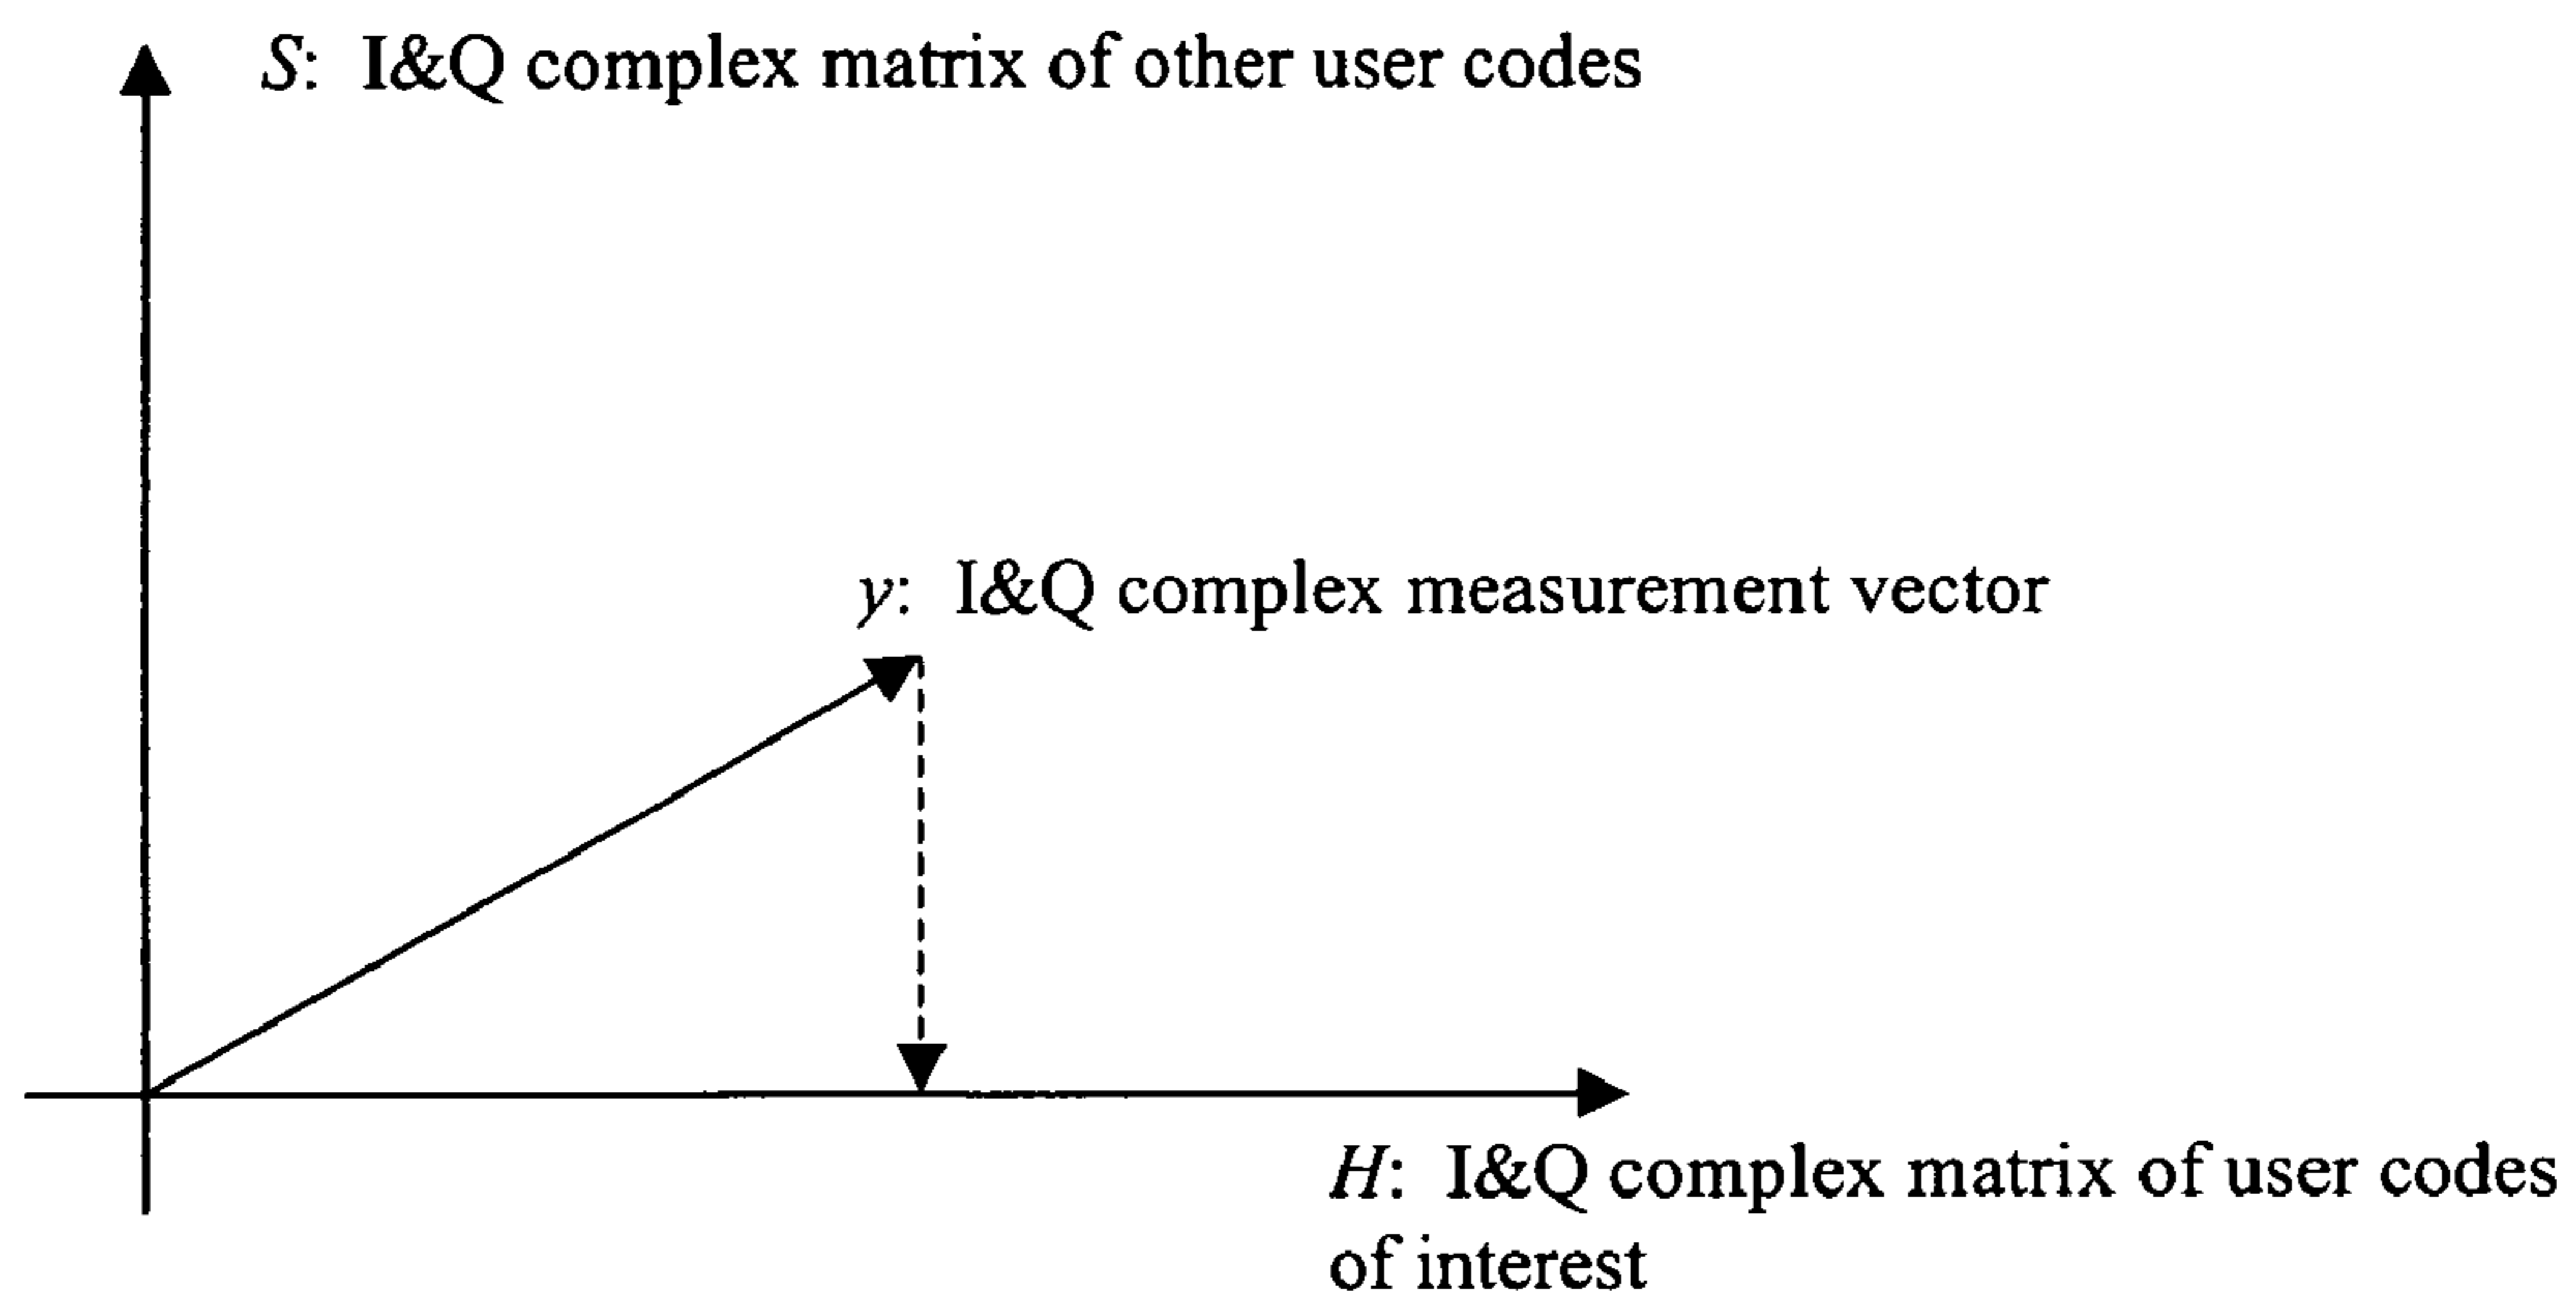 S: I&Q complex matrix of other user codes
y: I&Q complex measurement vector
H: I&Q complex matrix of user codes
of interest